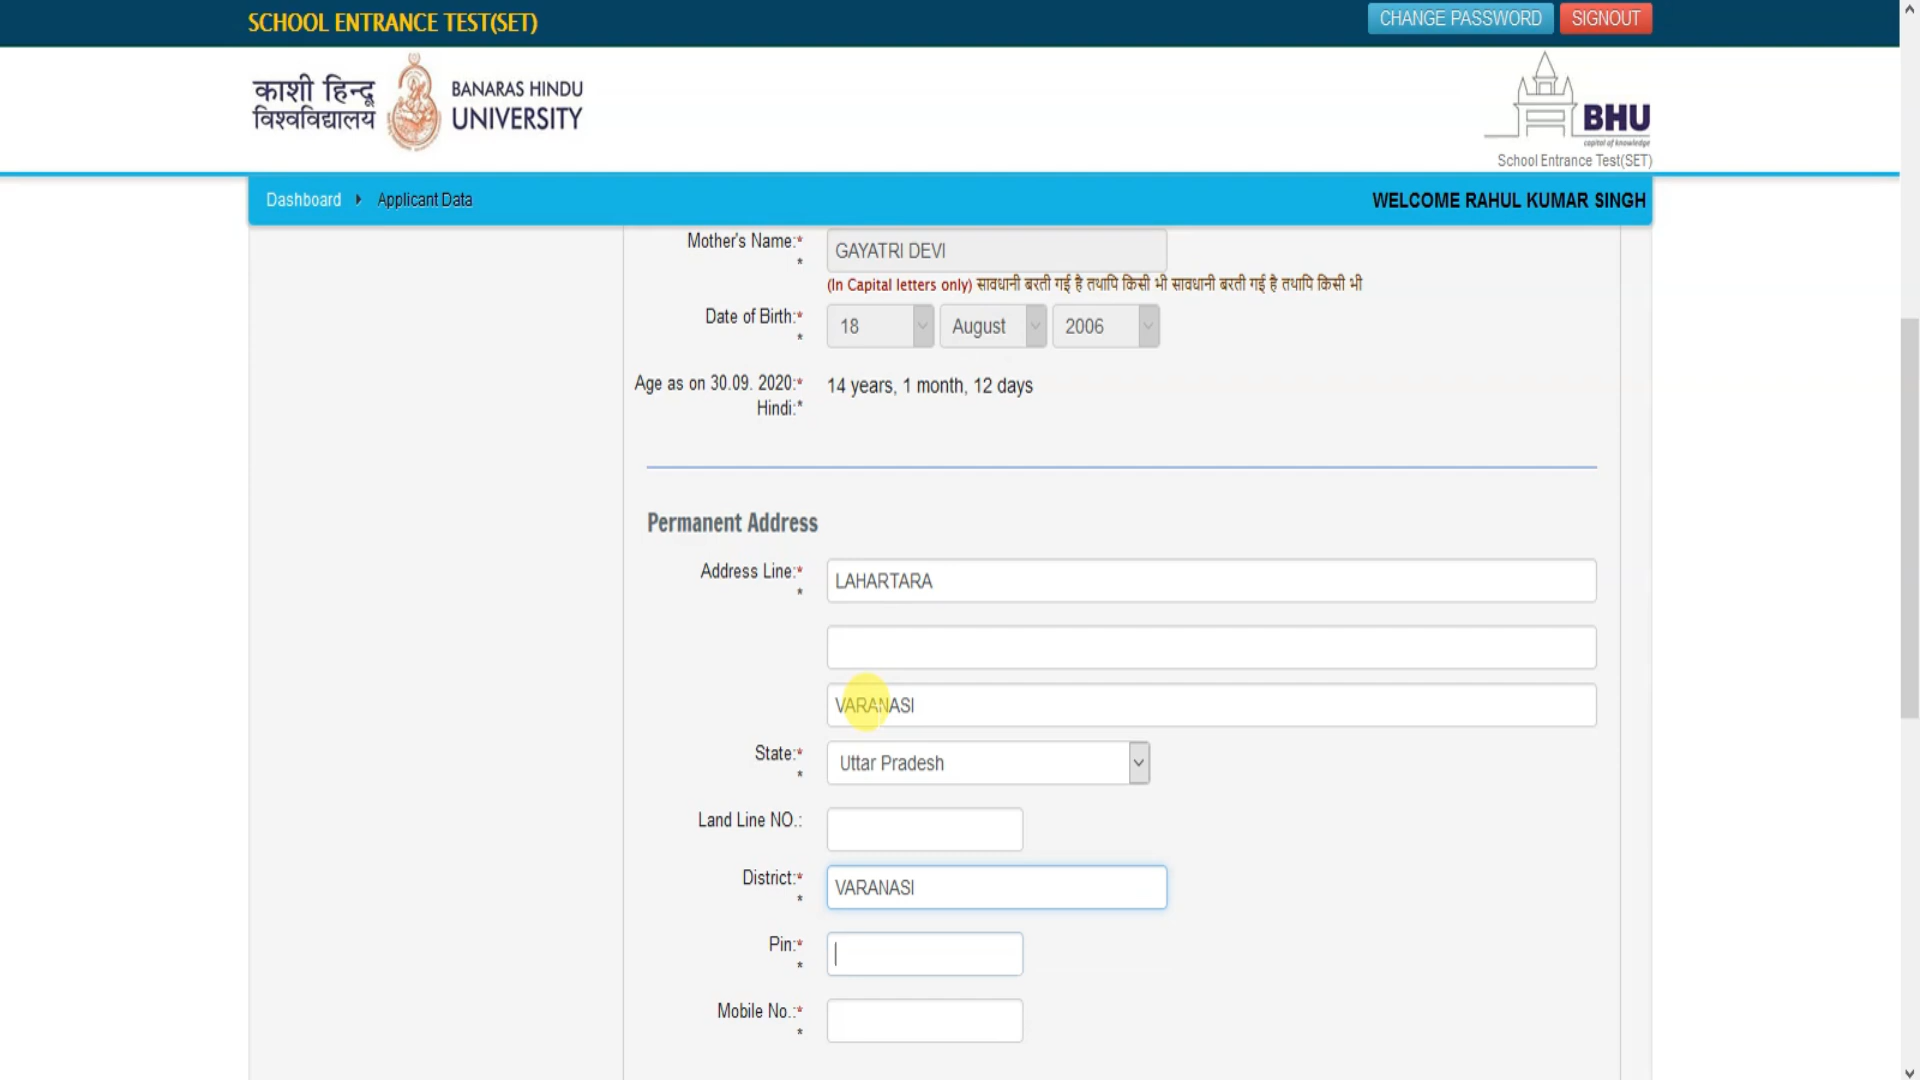 SCHOOL ENTRANCE TEST(SET)
CHANGE PASSWORD SIGNOUT
काशी हिन्दू
विश्वविद्यालय
BANARAS HINDU
UNIVERSITY
BHU
capital of knowledge
School Entrance Test(SET)
Dashboard Applicant Data WELCOME RAHUL KUMAR SINGH
Mother's Name:* GAYATRI DEVI
*
(In Capital letters only) सावधानी बरती गई है तथापि किसी भी सावधानी बरती गई है तथापि किसी भी
Date of Birth:* 18 August 2006
*
Age as on 30.09. 2020:* 14 years, 1 month, 12 days
Hindi:*
Permanent Address
Address Line:* LAHARTARA
*
VARANASI
State:* Uttar Pradesh
*
Land Line NO.:
District:* VARANASI
*
Pin:*
*
Mobile No.:*
*